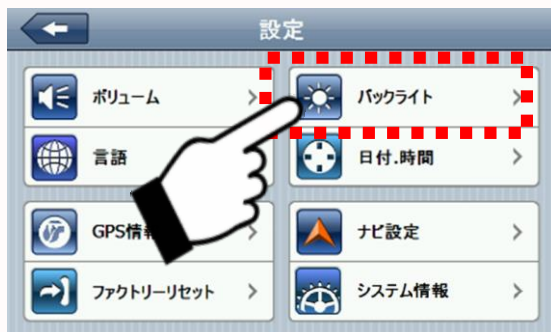 設定
ボリューム
バックライト
言語
日付.時間
GPS情
ナビ設定
ファクトリーリセット
システム情報